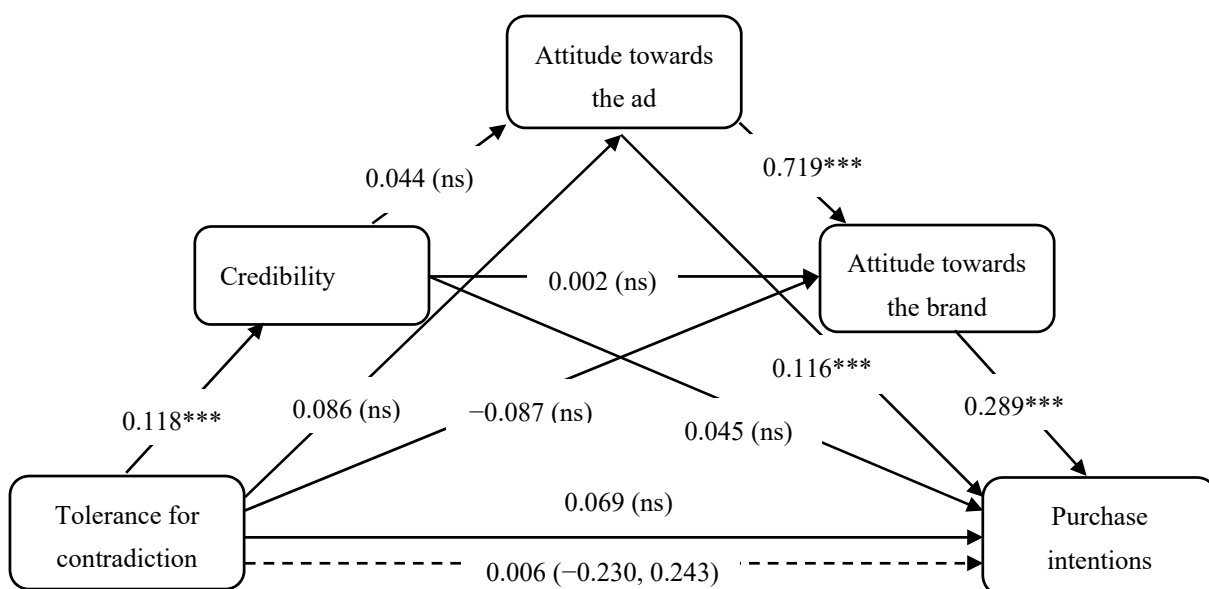 Attitude towards
the ad
0.044 (ns)
0.719***
Credibility
0.002 (ns)
Attitude towards
the brand
0.118***
0.086 (ns)
−0.087 (ns)
0.116***
0.045 (ns)
0.289***
Tolerance for
contradiction
0.069 (ns)
0.006 (−0.230, 0.243)
Purchase
intentions